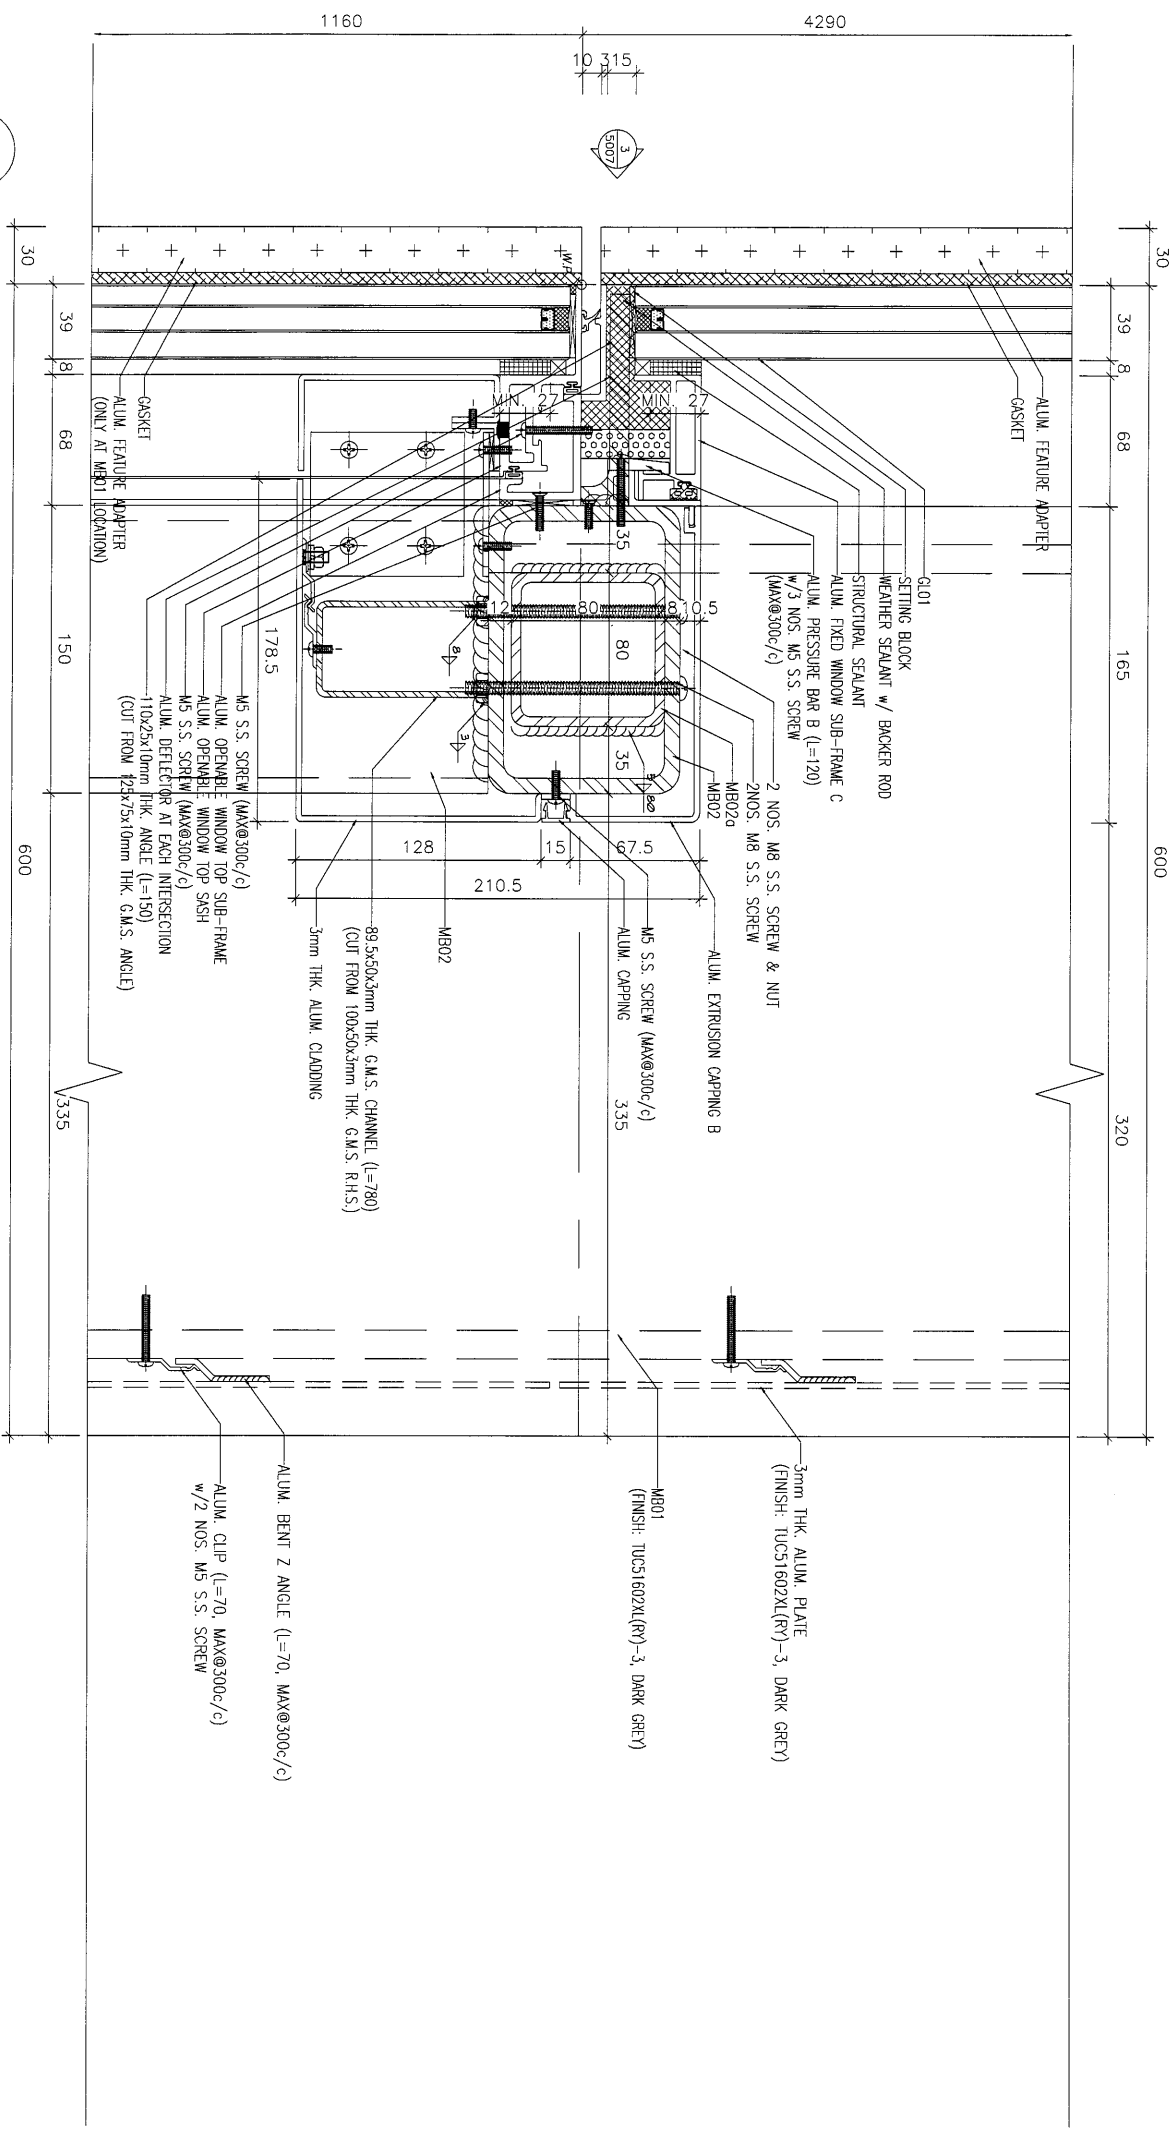 1160
4290
10 3 15
3
5007
30
39
8
68
165
320
600
ALUM. FEATURE ADAPTER
GASKET
GL01
SETTING BLOCK
WEATHER SEALANT w/ BACKER ROD
STRUCTURAL SEALANT
ALUM. FIXED WINDOW SUB-FRAME C
ALUM. PRESSURE BAR B (L=120)
w/3 NOS. M5 S.S. SCREW
(MAX@300c/c)
2 NOS. M8 S.S. SCREW & NUT
2NOS. M8 S.S. SCREW
MB02a
MB02
ALUM. EXTRUSION CAPPING B
M5 S.S. SCREW (MAX@300c/c)
ALUM. CAPPING
W.P.
MIN. 27
MIN. 27
35
12
80
8
10.5
80
35
8
3
5
80
178.5
128
15
67.5
210.5
335
MB02
89.5x50x3mm THK. G.M.S. CHANNEL (L=780)
(CUT FROM 100x50x3mm THK. G.M.S. R.H.S.)
3mm THK. ALUM. CLADDING
M5 S.S. SCREW (MAX@300c/c)
ALUM. OPENABLE WINDOW TOP SUB-FRAME
ALUM. OPENABLE WINDOW TOP SASH
M5 S.S. SCREW (MAX@300c/c)
ALUM. DEFLECTOR AT EACH INTERSECTION
110x25x10mm THK. ANGLE (L=150)
(CUT FROM 125x75x10mm THK. G.M.S. ANGLE)
GASKET
ALUM. FEATURE ADAPTER
(ONLY AT MB01 LOCATION)
30
39
8
68
150
335
600
3mm THK. ALUM. PLATE
(FINISH: TUC51602XL(RY)-3, DARK GREY)
MB01
(FINISH: TUC51602XL(RY)-3, DARK GREY)
ALUM. BENT Z ANGLE (L=70, MAX@300c/c)
ALUM. CLIP (L=70, MAX@300c/c)
w/2 NOS. M5 S.S. SCREW